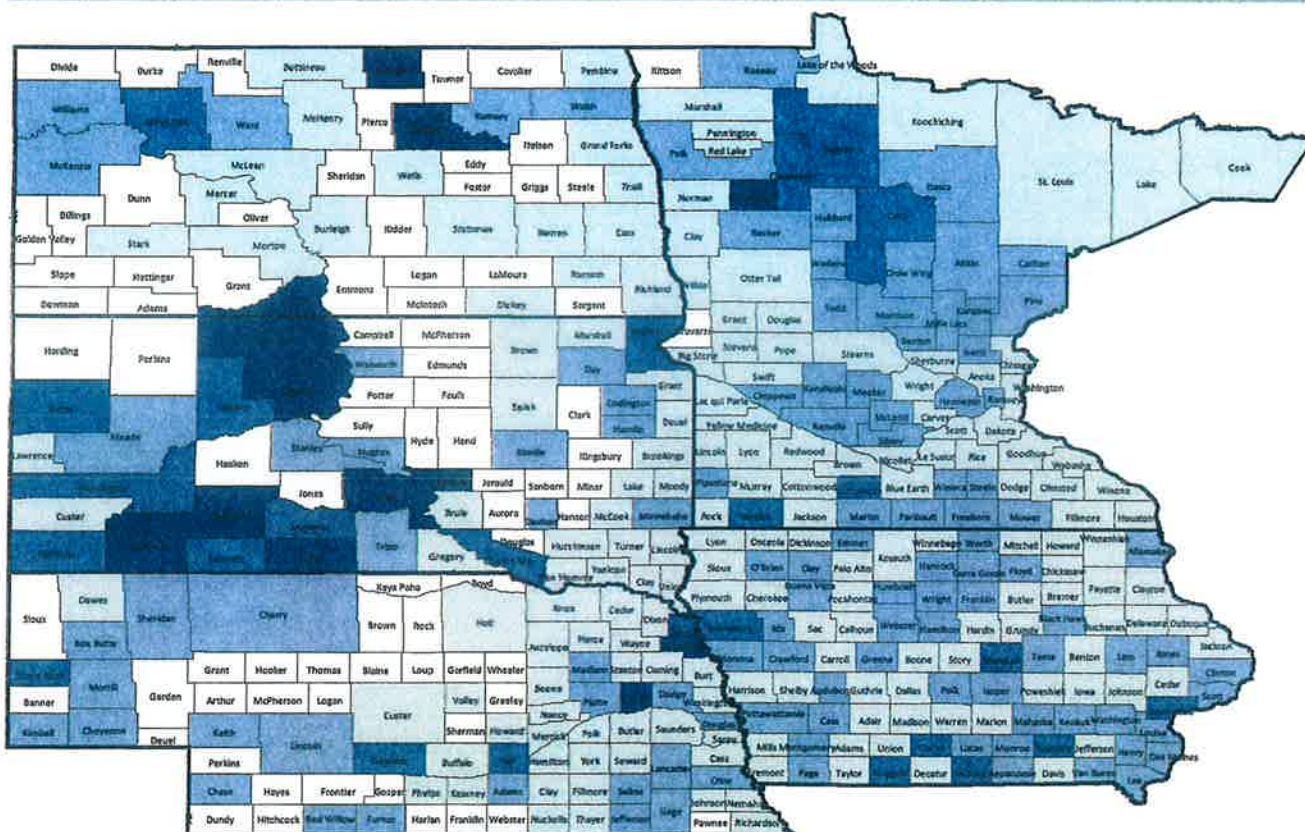 Divide Burke Renville Bottineau Towner Cavalier Pembina Kittson Roseau Lake of the Woods
Williams Ward McHenry Pierce Ramsey Walsh Marshall Koochiching
Pennington
Red Lake
Polk
McKenzie McLean Sheridan Wells Eddy Nelson Grand Forks
Foster Griggs Steele Traill Norman Itasca St. Louis Lake Cook
Dunn Mercer Oliver
Billings
Golden Valley Stark Morton Burleigh Kidder Stutsman Barnes Cass Clay Becker Hubbard Cass
Wadena Crow Wing Aitkin Carlton
Slope Hettinger Grant Emmons Logan LaMoure Ransom Richland Wilkin Otter Tail Todd Morrison Mille Lacs Kanabec Pine
Bowman Adams McIntosh Dickey Sargent
Grant Douglas
Harding Perkins Campbell McPherson Brown Marshall Big Stone Stevens Pope Stearns Benton Sherburne Isanti Chisago
Walworth Edmunds Day
Swift Wright Anoka Washington
Potter Faulk Grant Lac qui Parle Chippewa Kandiyohi Meeker Hennepin Ramsey
Butte Meade Sully Spink Clark Codington Hamlin Deuel Yellow Medicine Renville McLeod Carver Scott Dakota
Sibley
Hyde Hand
Lawrence Haakon Stanley Hughes Beadle Kingsbury Brookings Lincoln Lyon Redwood Brown Nicollet Le Sueur Rice Goodhue Wabasha
Jones Jerauld Sanborn Miner Lake Moody Pipestone Murray Cottonwood Blue Earth Waseca Steele Dodge Olmsted Winona
Custer Brule Aurora Hanson McCook Minnehaha Rock Jackson Martin Faribault Freeborn Mower Fillmore Houston
Tripp Gregory Douglas Hutchinson Turner Lincoln Lyon Osceola Dickinson Emmet Winnebago Worth Mitchell Howard Winneshiek
Yankton Clay Union Sioux O'Brien Clay Palo Alto Kossuth Hancock Cerro Gordo Floyd Chickasaw
Keya Paha Boyd Plymouth Cherokee Buena Vista Pocahontas Humboldt Wright Franklin Butler Bremer Fayette Clayton
Sioux Dawes Sheridan Cherry Brown Rock Holt Knox Cedar Dixon Ida Sac Calhoun Webster Hamilton Hardin Grundy Black Hawk Buchanan Delaware Dubuque
Box Butte Antelope Pierce Wayne
Grant Hooker Thomas Blaine Loup Garfield Wheeler Madison Stanton Cuming Burt Monona Crawford Carroll Greene Boone Story Tama Benton Linn Jones Jackson
Banner Morrill Garden Arthur McPherson Logan Valley Greeley Boone Platte Dodge Washington Harrison Shelby Audubon Guthrie Dallas Polk Jasper Poweshiek Iowa Johnson Cedar Clinton
Scott
Custer Nance Douglas
Kimball Cheyenne Deuel Keith Lincoln Sherman Howard Merrick Polk Butler Saunders Sarpy Pottawattamie Cass Adair Madison Warren Marion Mahaska Keokuk Washington Louisa
Perkins Buffalo Hamilton York Seward Lancaster Cass Mills Montgomery Adams Union Lucas Monroe Jefferson Henry Des Moines
Otoe Fremont Page Taylor Decatur Appanoose Davis Van Buren Lee
Chase Hayes Frontier Gosper Phelps Kearney Adams Clay Fillmore Saline Gage Johnson Nemaha
Dundy Hitchcock Red Willow Furnas Harlan Franklin Webster Nuckolls Thayer Jefferson Pawnee Richardson